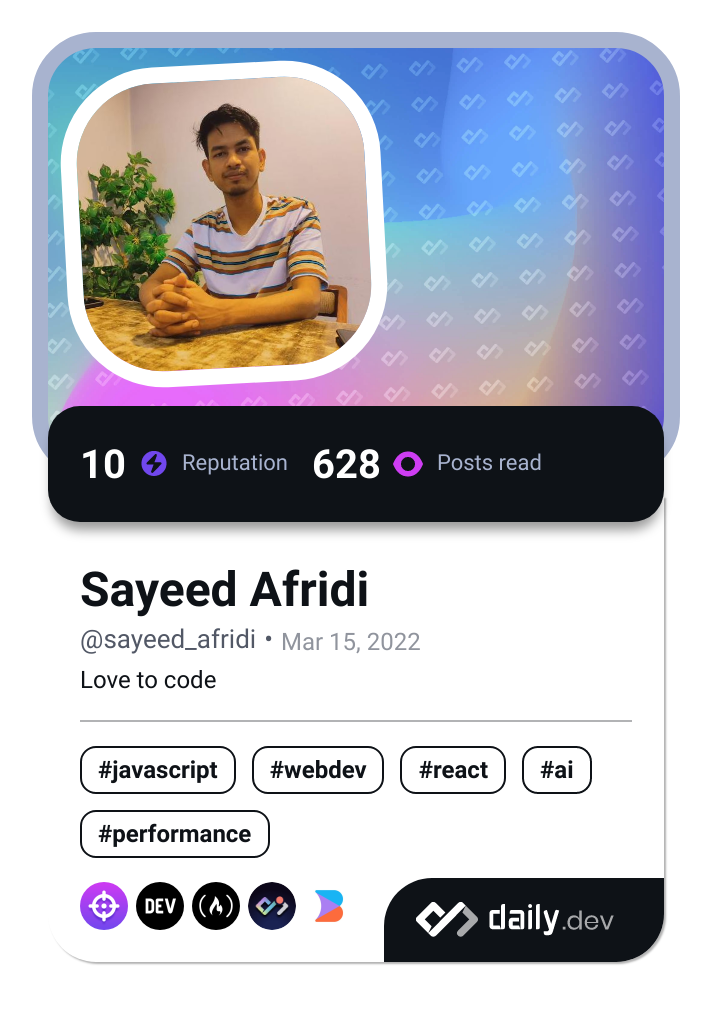 10 Reputation 628 Posts read
Sayeed Afridi
@sayeed_afridi • Mar 15, 2022
Love to code
#javascript #webdev #react #ai
#performance
DEV daily.dev